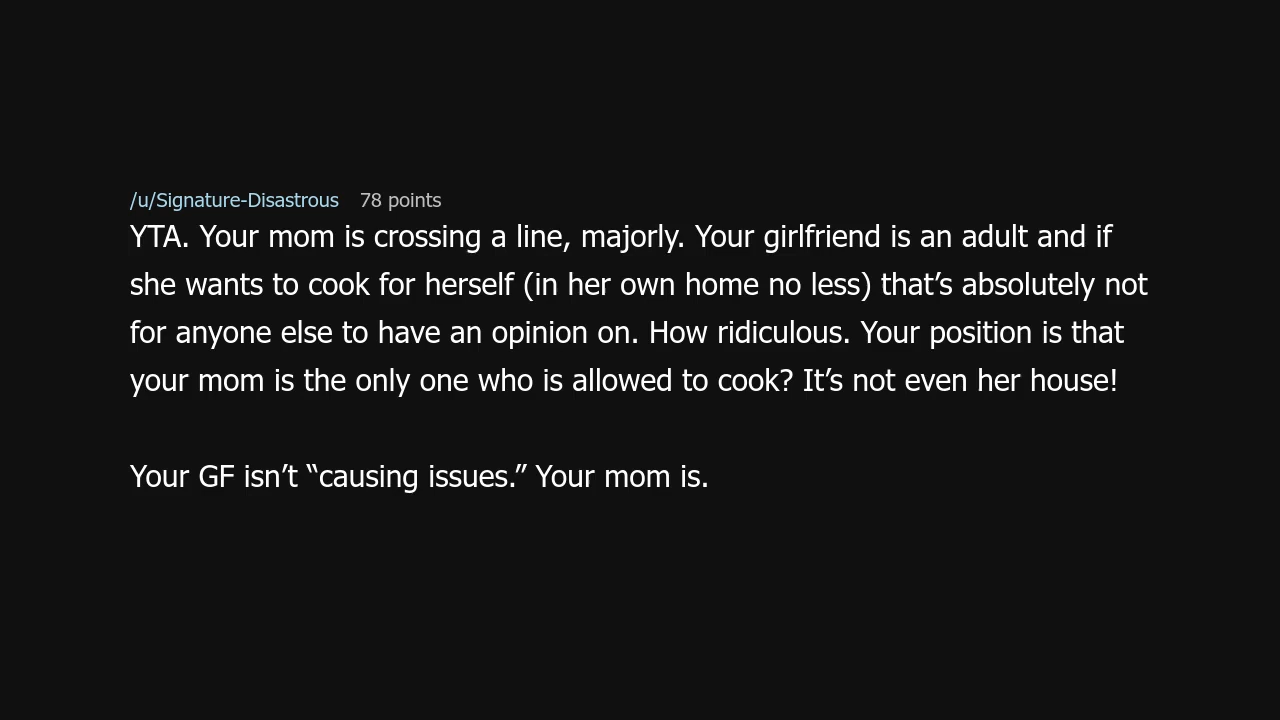 /u/Signature-Disastrous 78 points
YTA. Your mom is crossing a line, majorly. Your girlfriend is an adult and if
she wants to cook for herself (in her own home no less) that’s absolutely not
for anyone else to have an opinion on. How ridiculous. Your position is that
your mom is the only one who is allowed to cook? It’s not even her house!
Your GF isn’t “causing issues.” Your mom is.